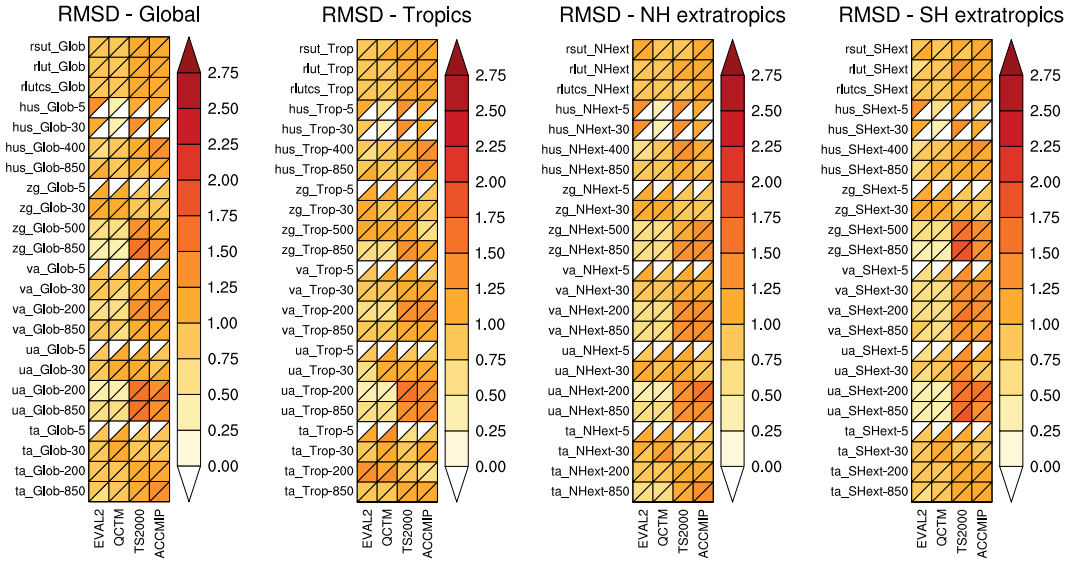 RMSD - Global
rsut_Glob
rlut_Glob
rlutcs_Glob
hus_Glob-5
hus_Glob-30
hus_Glob-400
hus_Glob-850
zg_Glob-5
zg_Glob-30
zg_Glob-500
zg_Glob-850
va_Glob-5
va_Glob-30
va_Glob-200
va_Glob-850
ua_Glob-5
ua_Glob-30
ua_Glob-200
ua_Glob-850
ta_Glob-5
ta_Glob-30
ta_Glob-200
ta_Glob-850
EVAL2
QCTM
TS2000
ACCMIP
2.75
2.50
2.25
2.00
1.75
1.50
1.25
1.00
0.75
0.50
0.25
0.00
RMSD - Tropics
rsut_Trop
rlut_Trop
rlutcs_Trop
hus_Trop-5
hus_Trop-30
hus_Trop-400
hus_Trop-850
zg_Trop-5
zg_Trop-30
zg_Trop-500
zg_Trop-850
va_Trop-5
va_Trop-30
va_Trop-200
va_Trop-850
ua_Trop-5
ua_Trop-30
ua_Trop-200
ua_Trop-850
ta_Trop-5
ta_Trop-30
ta_Trop-200
ta_Trop-850
EVAL2
QCTM
TS2000
ACCMIP
2.75
2.50
2.25
2.00
1.75
1.50
1.25
1.00
0.75
0.50
0.25
0.00
RMSD - NH extratropics
rsut_NHext
rlut_NHext
rlutcs_NHext
hus_NHext-5
hus_NHext-30
hus_NHext-400
hus_NHext-850
zg_NHext-5
zg_NHext-30
zg_NHext-500
zg_NHext-850
va_NHext-5
va_NHext-30
va_NHext-200
va_NHext-850
ua_NHext-5
ua_NHext-30
ua_NHext-200
ua_NHext-850
ta_NHext-5
ta_NHext-30
ta_NHext-200
ta_NHext-850
EVAL2
QCTM
TS2000
ACCMIP
2.75
2.50
2.25
2.00
1.75
1.50
1.25
1.00
0.75
0.50
0.25
0.00
RMSD - SH extratropics
rsut_SHext
rlut_SHext
rlutcs_SHext
hus_SHext-5
hus_SHext-30
hus_SHext-400
hus_SHext-850
zg_SHext-5
zg_SHext-30
zg_SHext-500
zg_SHext-850
va_SHext-5
va_SHext-30
va_SHext-200
va_SHext-850
ua_SHext-5
ua_SHext-30
ua_SHext-200
ua_SHext-850
ta_SHext-5
ta_SHext-30
ta_SHext-200
ta_SHext-850
EVAL2
QCTM
TS2000
ACCMIP
2.75
2.50
2.25
2.00
1.75
1.50
1.25
1.00
0.75
0.50
0.25
0.00